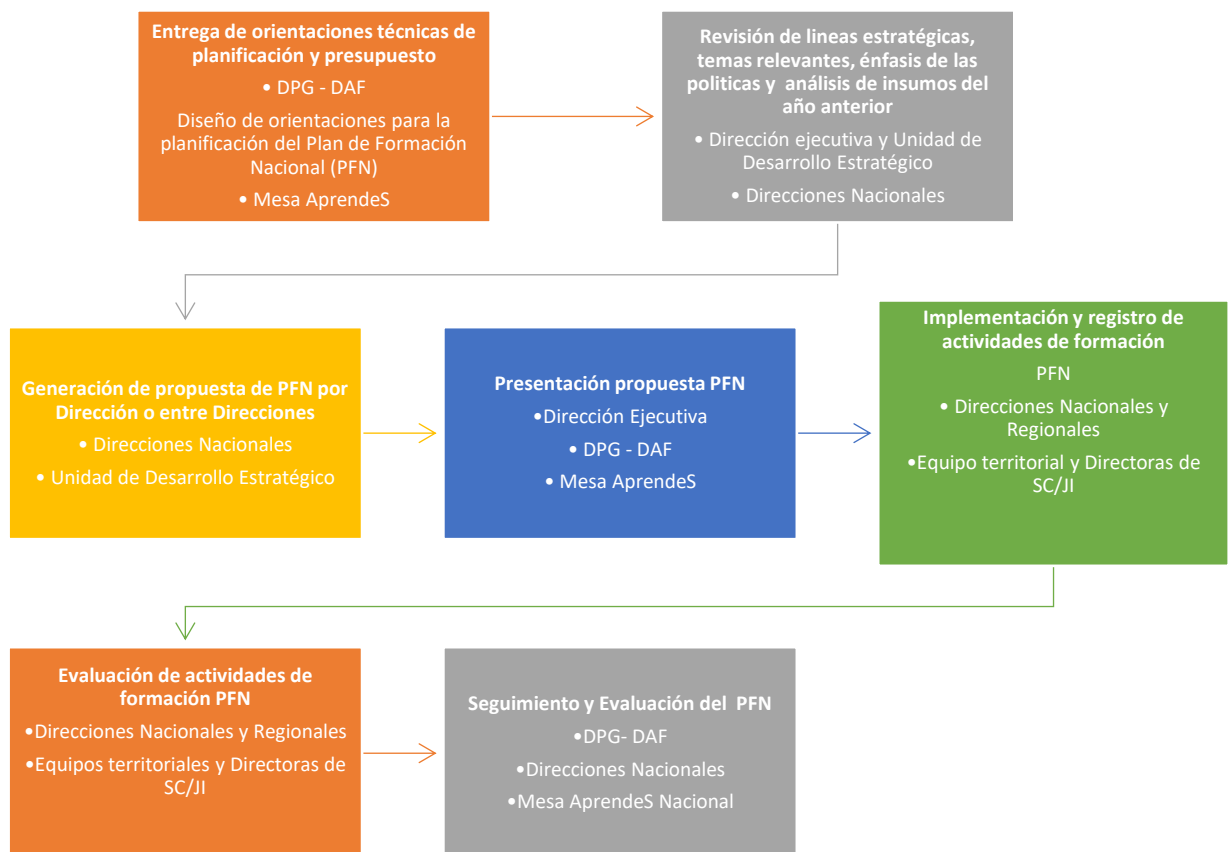 Entrega de orientaciones técnicas de
planificación y presupuesto
• DPG - DAF
Diseño de orientaciones para la
planificación del Plan de Formación
Nacional (PFN)
• Mesa AprendeS
Revisión de lineas estratégicas,
temas relevantes, énfasis de las
politicas y análisis de insumos del
año anterior
• Dirección ejecutiva y Unidad de
Desarrollo Estratégico
• Direcciones Nacionales
Generación de propuesta de PFN por
Dirección o entre Direcciones
• Direcciones Nacionales
• Unidad de Desarrollo Estratégico
Presentación propuesta PFN
•Dirección Ejecutiva
• DPG - DAF
• Mesa AprendeS
Implementación y registro de
actividades de formación
PFN
• Direcciones Nacionales y
Regionales
•Equipo territorial y Directoras de
SC/JI
Evaluación de actividades de
formación PFN
•Direcciones Nacionales y Regionales
•Equipos territoriales y Directoras de
SC/JI
Seguimiento y Evaluación del PFN
•DPG- DAF
•Direcciones Nacionales
•Mesa AprendeS Nacional